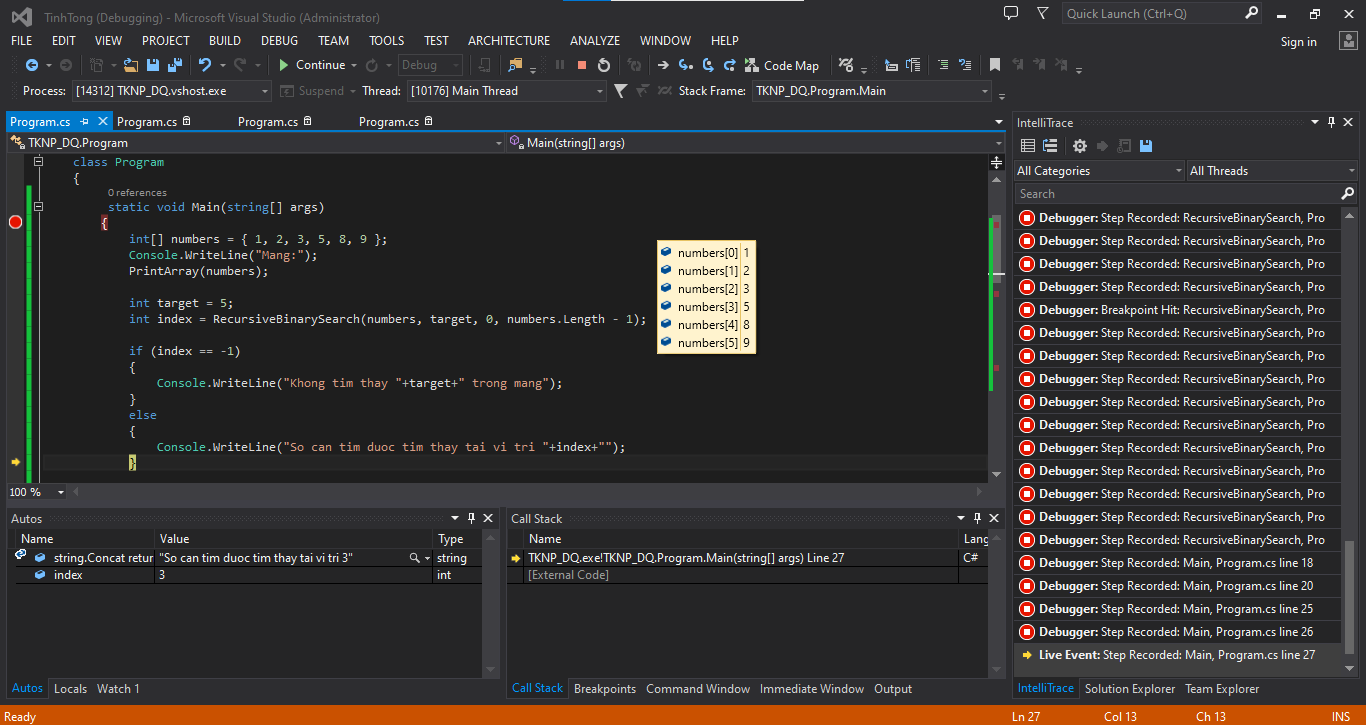 TinhTong (Debugging) - Microsoft Visual Studio (Administrator)
Quick Launch (Ctrl+Q)
FILE EDIT VIEW PROJECT BUILD DEBUG TEAM TOOLS TEST ARCHITECTURE ANALYZE WINDOW HELP
Sign in
Continue Debug Code Map
Process: [14312] TKNP_DQ.vshost.exe Suspend Thread: [10176] Main Thread Stack Frame: TKNP_DQ.Program.Main
Program.cs Program.cs Program.cs Program.cs
TKNP_DQ.Program Main(string[] args)
class Program
{
0 references
static void Main(string[] args)
{
int[] numbers = { 1, 2, 3, 5, 8, 9 };
Console.WriteLine("Mang:");
PrintArray(numbers);
int target = 5;
int index = RecursiveBinarySearch(numbers, target, 0, numbers.Length - 1);
if (index == -1)
{
Console.WriteLine("Khong tim thay "+target+" trong mang");
}
else
{
Console.WriteLine("So can tim duoc tim thay tai vi tri "+index+"");
}
numbers[0] 1
numbers[1] 2
numbers[2] 3
numbers[3] 5
numbers[4] 8
numbers[5] 9
100 %
Autos
Name Value Type
string.Concat retur "So can tim duoc tim thay tai vi tri 3" string
index 3 int
Autos Locals Watch 1
Call Stack
Name Lang
TKNP_DQ.exe!TKNP_DQ.Program.Main(string[] args) Line 27 C#
[External Code]
Call Stack Breakpoints Command Window Immediate Window Output
IntelliTrace
All Categories All Threads
Search
Debugger: Step Recorded: RecursiveBinarySearch, Pro
Debugger: Step Recorded: RecursiveBinarySearch, Pro
Debugger: Step Recorded: RecursiveBinarySearch, Pro
Debugger: Step Recorded: RecursiveBinarySearch, Pro
Debugger: Breakpoint Hit: RecursiveBinarySearch, Pro
Debugger: Step Recorded: RecursiveBinarySearch, Pro
Debugger: Step Recorded: RecursiveBinarySearch, Pro
Debugger: Step Recorded: RecursiveBinarySearch, Pro
Debugger: Step Recorded: RecursiveBinarySearch, Pro
Debugger: Step Recorded: RecursiveBinarySearch, Pro
Debugger: Step Recorded: RecursiveBinarySearch, Pro
Debugger: Step Recorded: RecursiveBinarySearch, Pro
Debugger: Step Recorded: RecursiveBinarySearch, Pro
Debugger: Step Recorded: RecursiveBinarySearch, Pro
Debugger: Step Recorded: RecursiveBinarySearch, Pro
Debugger: Step Recorded: Main, Program.cs line 18
Debugger: Step Recorded: Main, Program.cs line 20
Debugger: Step Recorded: Main, Program.cs line 25
Debugger: Step Recorded: Main, Program.cs line 26
Live Event: Step Recorded: Main, Program.cs line 27
IntelliTrace Solution Explorer Team Explorer
Ready Ln 27 Col 13 Ch 13 INS